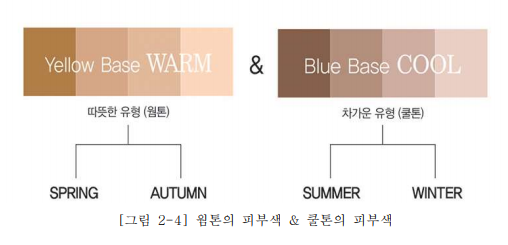 Yellow Base WARM & Blue Base COOL
따뜻한 유형 (웜톤) 차가운 유형 (쿨톤)
SPRING AUTUMN SUMMER WINTER
[그림 2-4] 웜톤의 피부색 & 쿨톤의 피부색